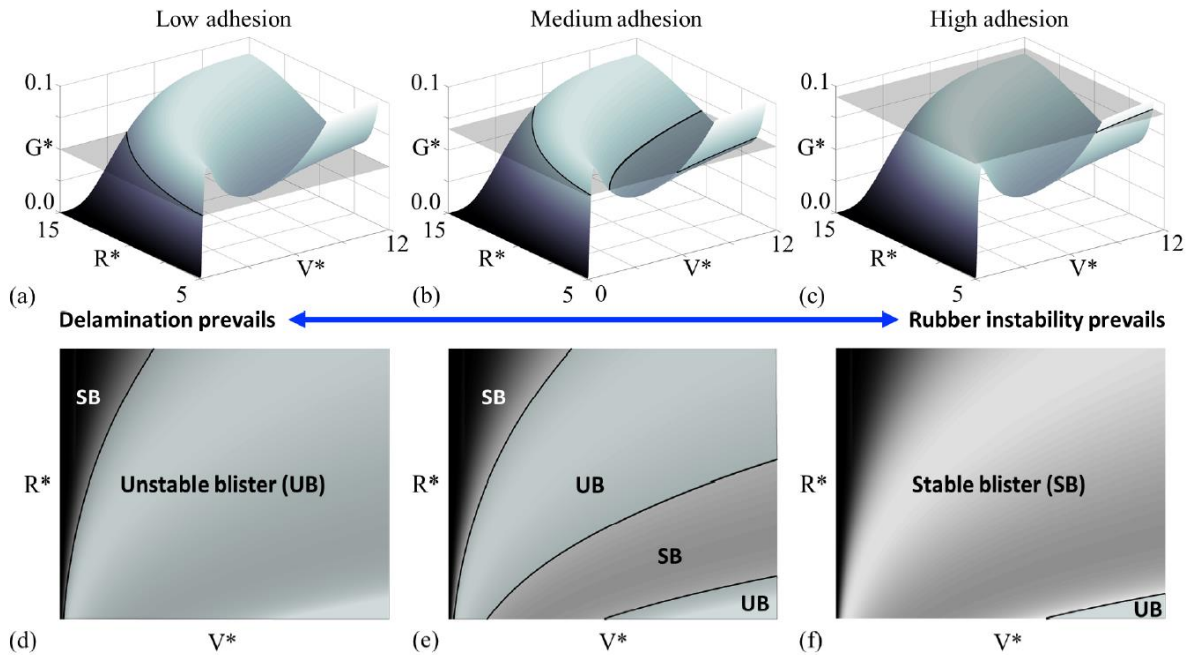 Low adhesion
Medium adhesion
High adhesion
0.1
G*
0.0
15
R*
5
V*
12
(a)
0.1
G*
0.0
15
R*
5
0
V*
12
(b)
0.1
G*
0.0
15
R*
5
V*
12
(c)
Delamination prevails
Rubber instability prevails
SB
Unstable blister (UB)
R*
(d)
V*
SB
UB
R*
SB
UB
(e)
V*
R*
Stable blister (SB)
UB
(f)
V*